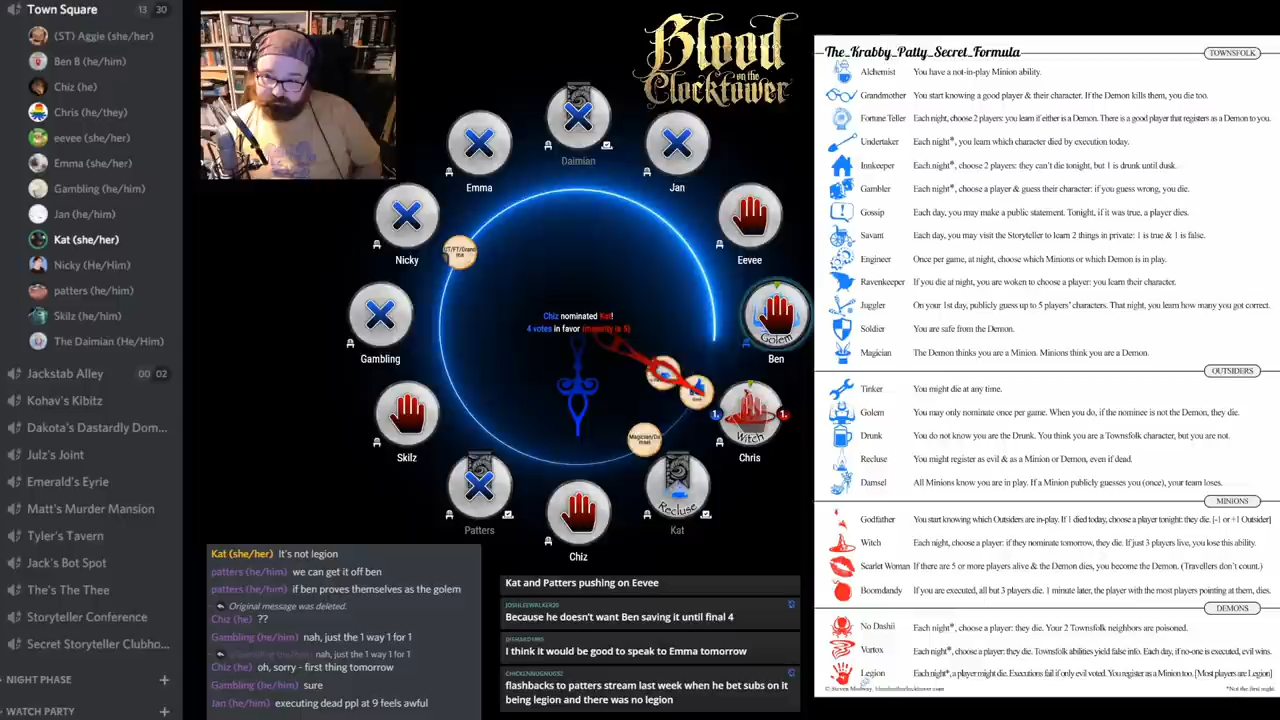 Town Square
13 30
(ST) Aggie (she/her)
Ben B (he/him)
Chiz (he)
Chris (he/they)
eevee (she/her)
Emma (she/her)
Gambling (he/him)
Jan (he/him)
Kat (she/her)
Nicky (He/Him)
patters (he/him)
Skilz (he/him)
The Daimian (He/Him)
Jackstab Alley
00 02
Kohav's Kibitz
Dakota's Dastardly Dom...
Julz's Joint
Emerald's Eyrie
Matt's Murder Mansion
Tyler's Tavern
Jack's Bot Spot
The's The Thee
Storyteller Conference
Secret Storyteller Clubho...
NIGHT PHASE
WATCH PARTY
Blood
on the
Clocktower
Daimian
Emma
Jan
Nicky
Eevee
Gambling
Golem
Ben
Chiz nominated Kat!
4 votes in favor (majority is 5)
Skilz
Witch
Chris
Patters
Chiz
Recluse
Kat
Kat (she/her) It's not legion
patters (he/him) we can get it off ben
patters (he/him) if ben proves themselves as the golem
Original message was deleted.
Chiz (he) ??
Gambling (he/him) nah, just the 1 way 1 for 1
nah, just the 1 way 1 for 1
Chiz (he) oh, sorry - first thing tomorrow
Gambling (he/him) sure
Jan (he/him) executing dead ppl at 9 feels awful
Kat and Patters pushing on Eevee
Because he doesn't want Ben saving it until final 4
I think it would be good to speak to Emma tomorrow
flashbacks to patters stream last week when he bet subs on it
being legion and there was no legion
The_Krabby_Patty_Secret_Formula
TOWNSFOLK
Alchemist You have a not-in-play Minion ability.
Grandmother You start knowing a good player & their character. If the Demon kills them, you die too.
Fortune Teller Each night, choose 2 players: you learn if either is a Demon. There is a good player that registers as a Demon to you.
Undertaker Each night*, you learn which character died by execution today.
Innkeeper Each night*, choose 2 players: they can't die tonight, but 1 is drunk until dusk.
Gambler Each night*, choose a player & guess their character: if you guess wrong, you die.
Gossip Each day, you may make a public statement. Tonight, if it was true, a player dies.
Savant Each day, you may visit the Storyteller to learn 2 things in private: 1 is true & 1 is false.
Engineer Once per game, at night, choose which Minions or which Demon is in play.
Ravenkeeper If you die at night, you are woken to choose a player: you learn their character.
Juggler On your 1st day, publicly guess up to 5 players' characters. That night, you learn how many you got correct.
Soldier You are safe from the Demon.
Magician The Demon thinks you are a Minion. Minions think you are a Demon.
OUTSIDERS
Tinker You might die at any time.
Golem You may only nominate once per game. When you do, if the nominee is not the Demon, they die.
Drunk You do not know you are the Drunk. You think you are a Townsfolk character, but you are not.
Recluse You might register as evil & as a Minion or Demon, even if dead.
Damsel All Minions know you are in play. If a Minion publicly guesses you (once), your team loses.
MINIONS
Godfather You start knowing which Outsiders are in-play. If 1 died today, choose a player tonight: they die. [-1 or +1 Outsider]
Witch Each night, choose a player: if they nominate tomorrow, they die. If just 3 players live, you lose this ability.
Scarlet Woman If there are 5 or more players alive & the Demon dies, you become the Demon. (Travellers don't count.)
Boomdandy If you are executed, all but 3 players die. 1 minute later, the player with the most players pointing at them, dies.
DEMONS
No Dashii Each night*, choose a player: they die. Your 2 Townsfolk neighbors are poisoned.
Vortox Each night*, choose a player: they die. Townsfolk abilities yield false info. Each day, if no-one is executed, evil wins.
Legion Each night*, a player might die. Executions fail if only evil voted. You register as a Minion too. [Most players are Legion]
*Not the first night